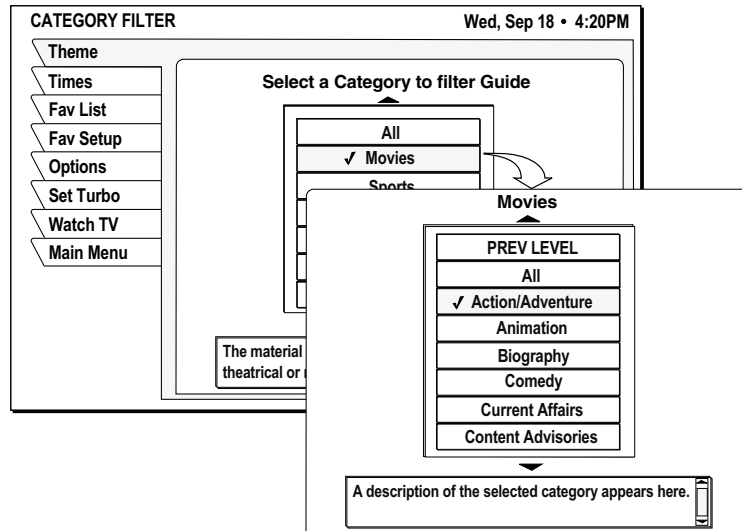 CATEGORY FILTER
Wed, Sep 18 • 4:20PM
Theme
Times
Fav List
Fav Setup
Options
Set Turbo
Watch TV
Main Menu
Select a Category to filter Guide
All
✓ Movies
Sports
The material
theatrical or
Movies
PREV LEVEL
All
✓ Action/Adventure
Animation
Biography
Comedy
Current Affairs
Content Advisories
A description of the selected category appears here.